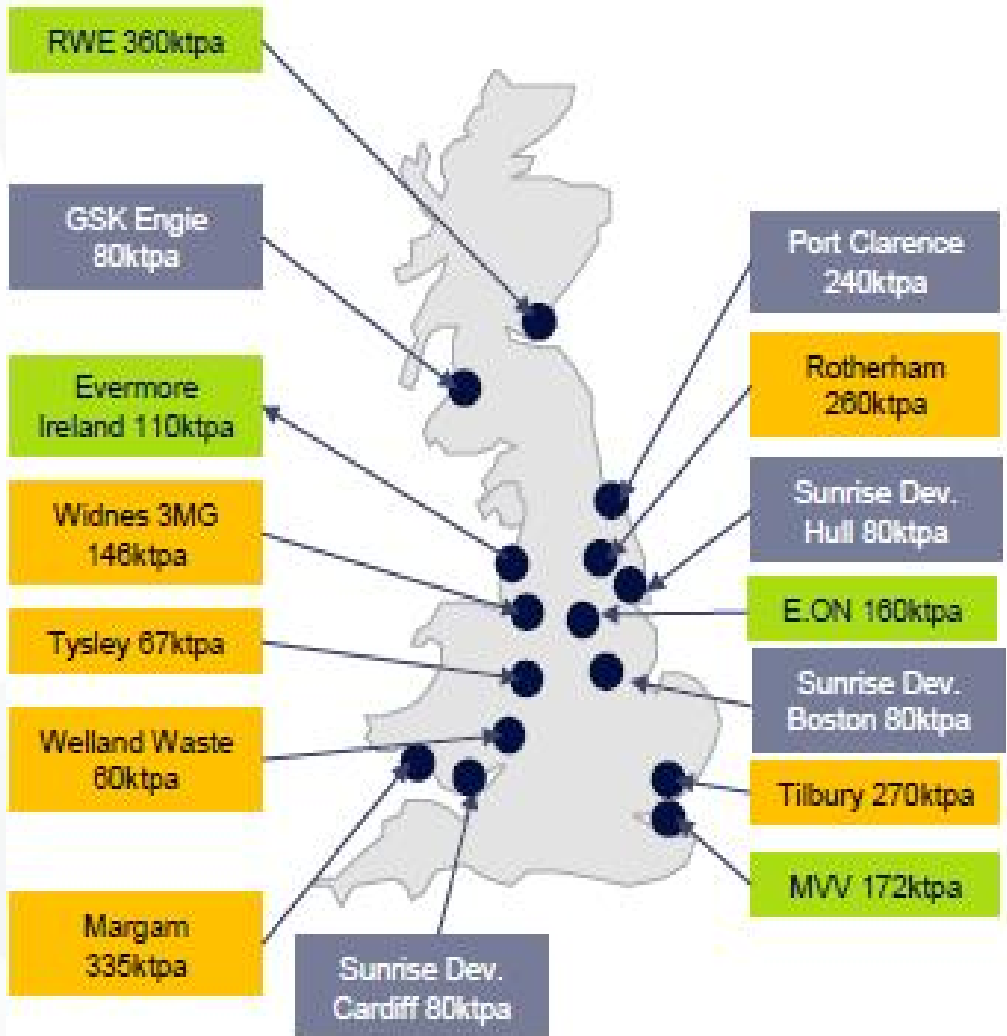 RWE 360ktpa
GSK Engie
80ktpa
Evermore
Ireland 110ktpa
Widnes 3MG
146ktpa
Tysley 67ktpa
Welland Waste
60ktpa
Margam
335ktpa
Sunrise Dev.
Cardiff 80ktpa
Port Clarence
240ktpa
Rotherham
260ktpa
Sunrise Dev.
Hull 80ktpa
E.ON 160ktpa
Sunrise Dev.
Boston 80ktpa
Tilbury 270ktpa
MVV 172ktpa